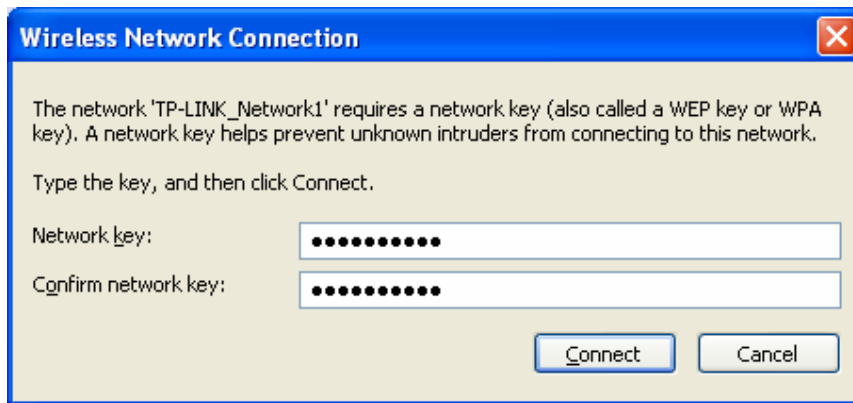 Wireless Network Connection
The network 'TP-LINK_Network1' requires a network key (also called a WEP key or WPA
key). A network key helps prevent unknown intruders from connecting to this network.
Type the key, and then click Connect.
Network key: ●●●●●●●●●●
Confirm network key: ●●●●●●●●●●
Connect Cancel